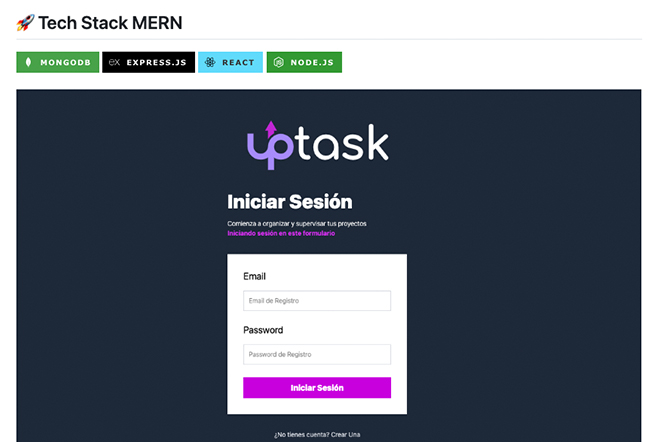 🚀 Tech Stack MERN
MONGODB
ex EXPRESS.JS
REACT
NODE.JS
uptask
Iniciar Sesión
Comienza a organizar y supervisar tus proyectos
Iniciando sesión en este formulario
Email
Email de Registro
Password
Password de Registro
Iniciar Sesión
¿No tienes cuenta? Crear Una